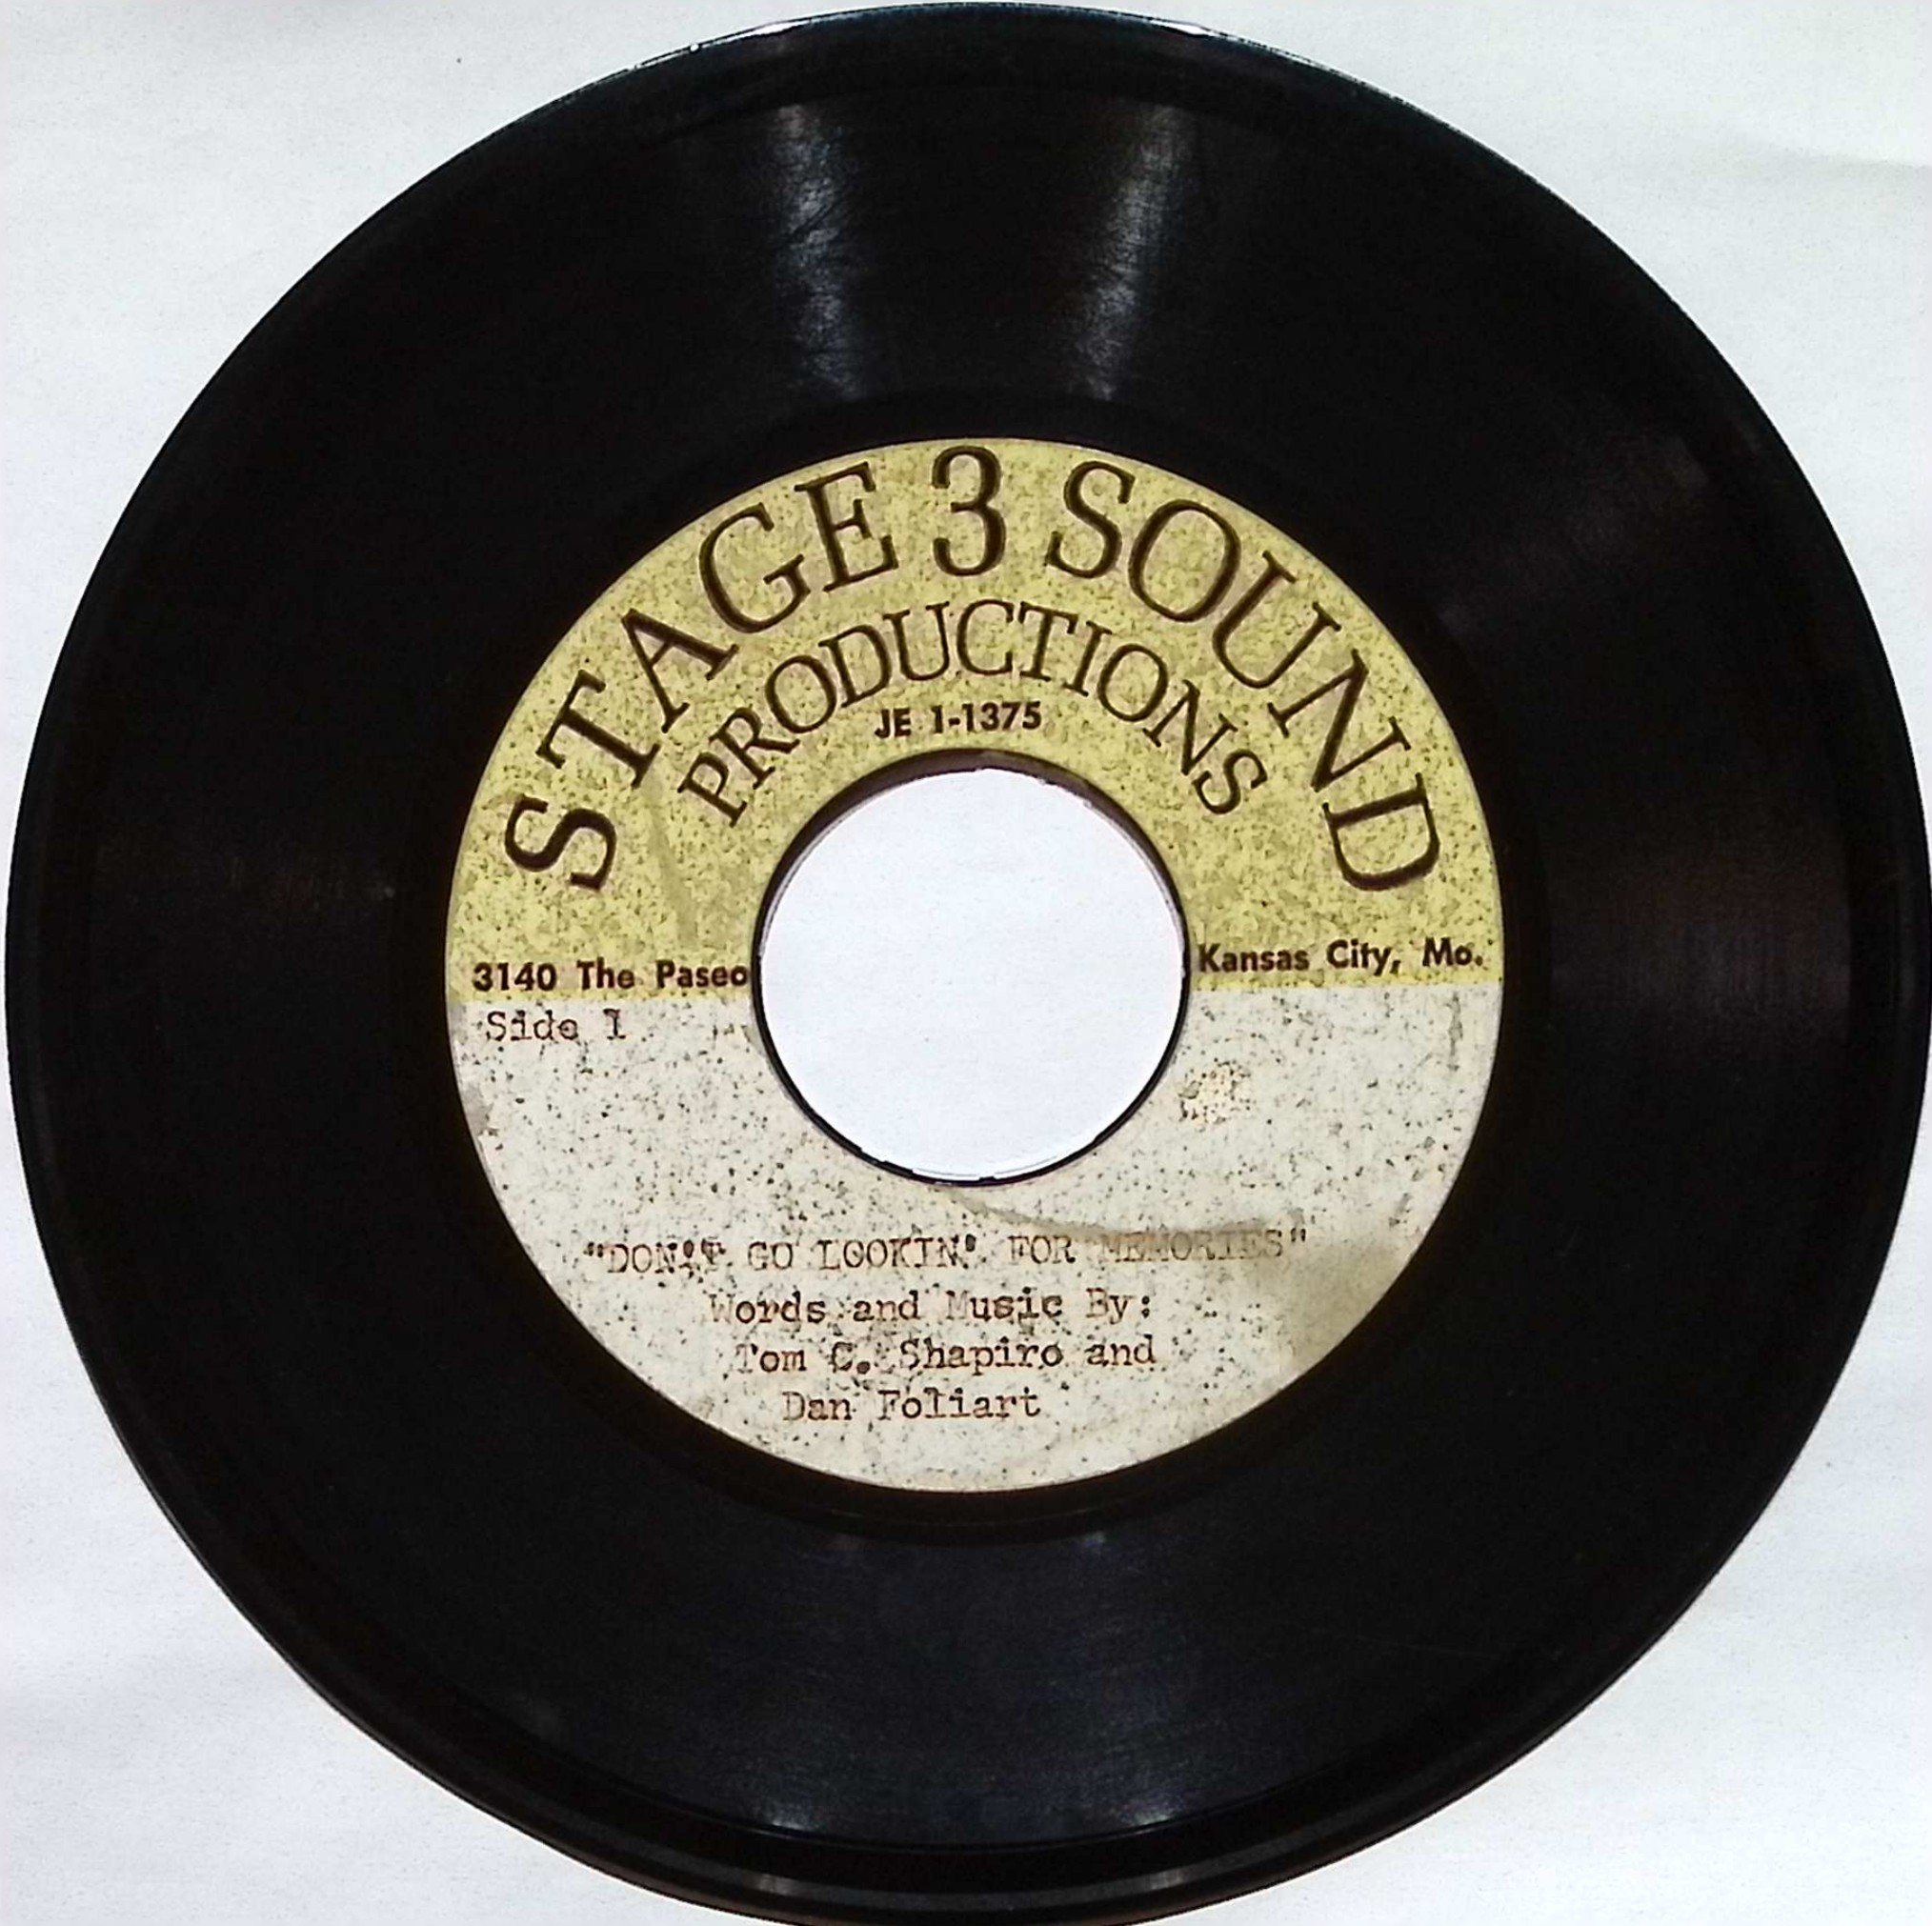 STAGE 3 SOUND
PRODUCTIONS
JE 1-1375
3140 The Paseo Kansas City, Mo.
Side 1
"DON'T GO LOOKIN' FOR MEMORIES"
Words and Music By:
Tom C. Shapiro and
Dan Foliart